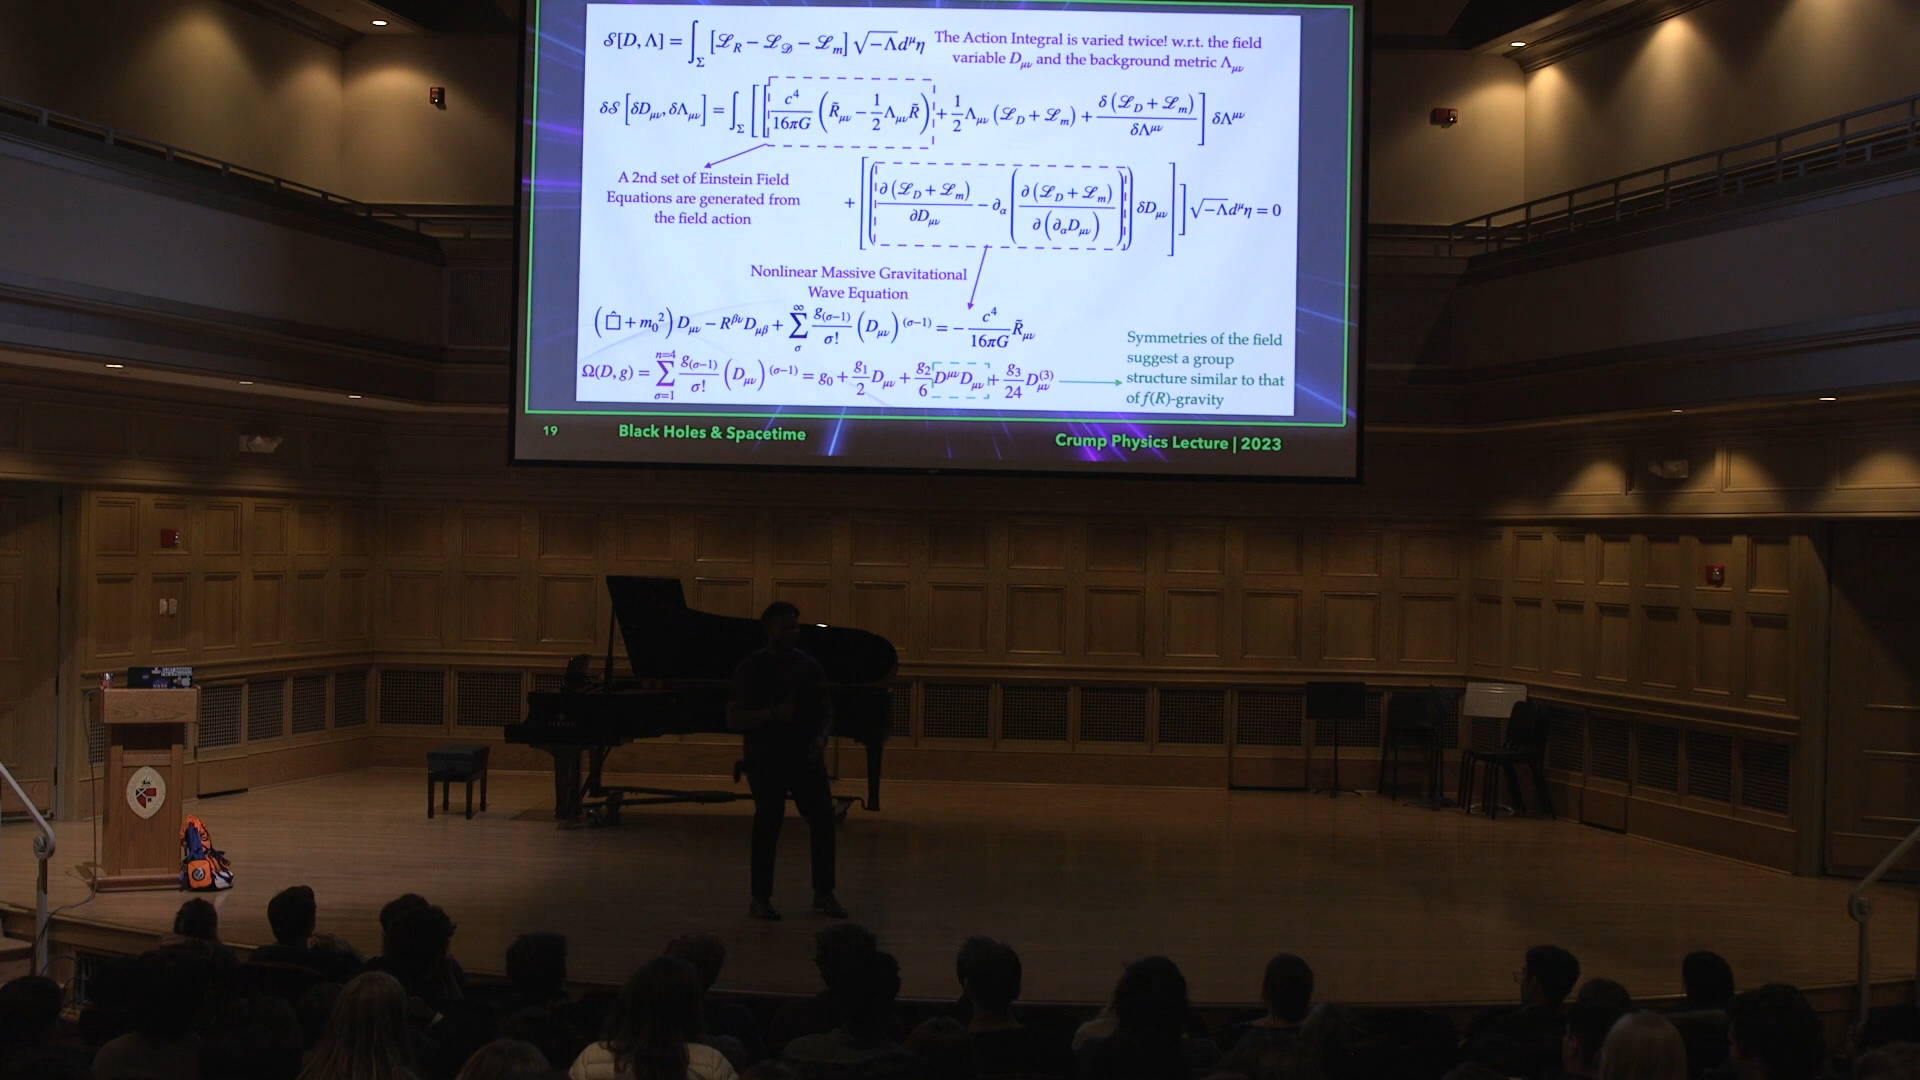 𝒮[D, Λ] = ∫_Σ [ℒ_R − ℒ_𝒟 − ℒ_m] √−Λ d^μη The Action Integral is varied twice! w.r.t. the field
variable D_μν and the background metric Λ_μν
δ𝒮 [δD_μν, δΛ_μν] = ∫_Σ [[[ c⁴/16πG (R̃_μν − 1/2 Λ_μν R̃) + 1/2 Λ_μν (ℒ_D + ℒ_m) + δ(ℒ_D + ℒ_m)/δΛ^μν ] δΛ^μν
A 2nd set of Einstein Field
Equations are generated from
the field action
+ [( ∂(ℒ_D + ℒ_m)/∂D_μν − ∂_α ( ∂(ℒ_D + ℒ_m)/∂(∂_αD_μν) )) δD_μν ]] √−Λ d^μη = 0
Nonlinear Massive Gravitational
Wave Equation
(□̂ + m₀²) D_μν − R^βν D_μβ + ∑_σ^∞ g_(σ−1)/σ! (D_μν)^(σ−1) = − c⁴/16πG R̃_μν
Ω(D, g) = ∑_σ=1^n=4 g_(σ−1)/σ! (D_μν)^(σ−1) = g₀ + g₁/2 D_μν + g₂/6 D^μν D_μν + g₃/24 D_μν^(3)
Symmetries of the field
suggest a group
structure similar to that
of f(R)-gravity
19 Black Holes & Spacetime Crump Physics Lecture | 2023